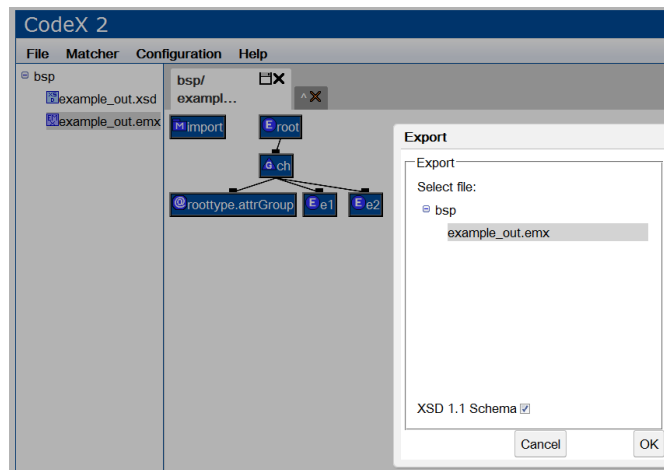 CodeX 2
File Matcher Configuration Help
bsp
example_out.xsd
example_out.emx
bsp/
exampl...
M import
E root
G ch
@ roottype.attrGroup
E e1
E e2
Export
Export
Select file:
bsp
example_out.emx
XSD 1.1 Schema
Cancel
OK